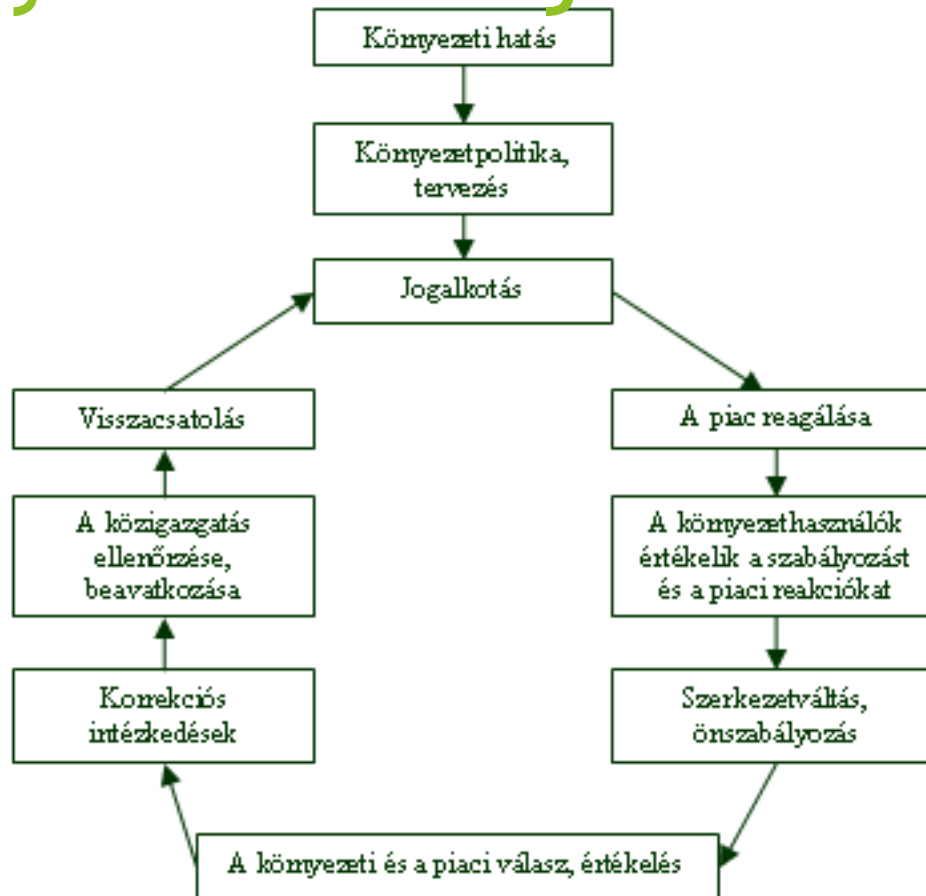 Környezeti hatás
Környezetpolitika,
tervezés
Jogalkotás
Visszacsatolás
A piac reagálása
A közigazgatás
ellenőrzése,
beavatkozása
A környezethasználók
értékelik a szabályozást
és a piaci reakciókat
Korrekciós
intézkedések
Szerkezetváltás,
önszabályozás
A környezeti és a piaci válasz, értékelés